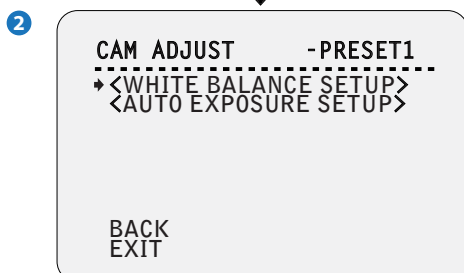 2
CAM ADJUST -PRESET1
<WHITE BALANCE SETUP>
<AUTO EXPOSURE SETUP>
BACK
EXIT